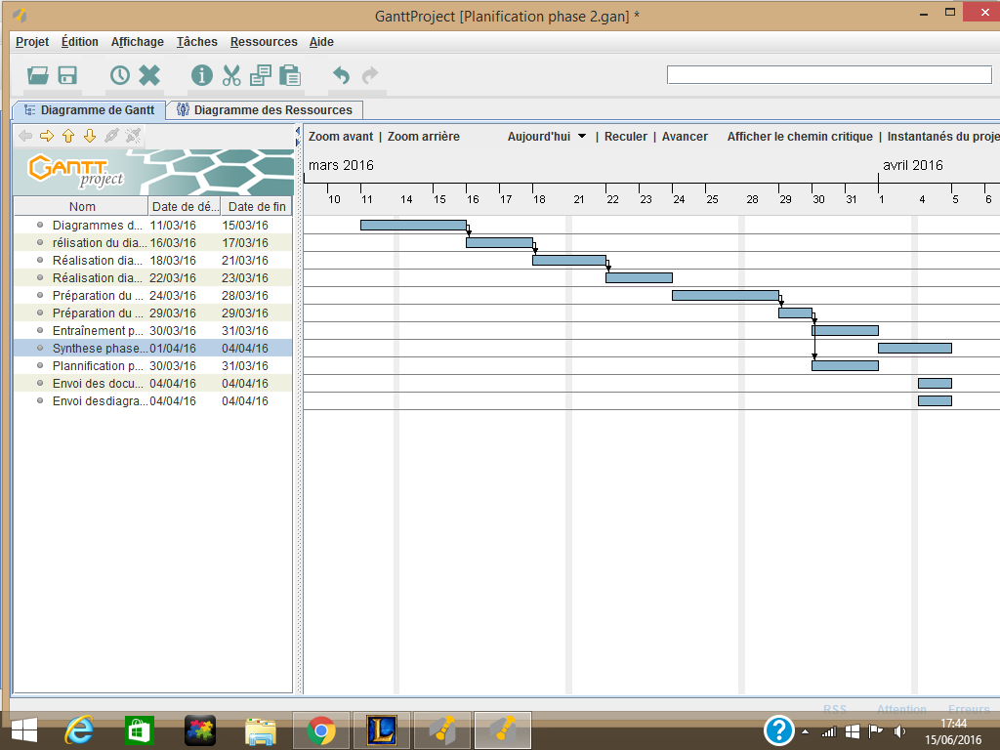 GanttProject [Planification phase 2.gan] *
Projet Édition Affichage Tâches Ressources Aide
Diagramme de Gantt Diagramme des Ressources
Zoom avant | Zoom arrière Aujourd'hui | Reculer | Avancer Afficher le chemin critique | Instantanés du proje
GANTT project
mars 2016 avril 2016
10 11 14 15 16 17 18 21 22 23 24 25 28 29 30 31 1 4 5 6
Nom Date de dé... Date de fin
Diagrammes d... 11/03/16 15/03/16
rélisation du dia... 16/03/16 17/03/16
Réalisation dia... 18/03/16 21/03/16
Réalisation dia... 22/03/16 23/03/16
Préparation du ... 24/03/16 28/03/16
Préparation du ... 29/03/16 29/03/16
Entraînement p... 30/03/16 31/03/16
Synthese phase... 01/04/16 04/04/16
Plannification p... 30/03/16 31/03/16
Envoi des docu... 04/04/16 04/04/16
Envoi desdiagra... 04/04/16 04/04/16
RSS Attention Erreurs
17:44
15/06/2016